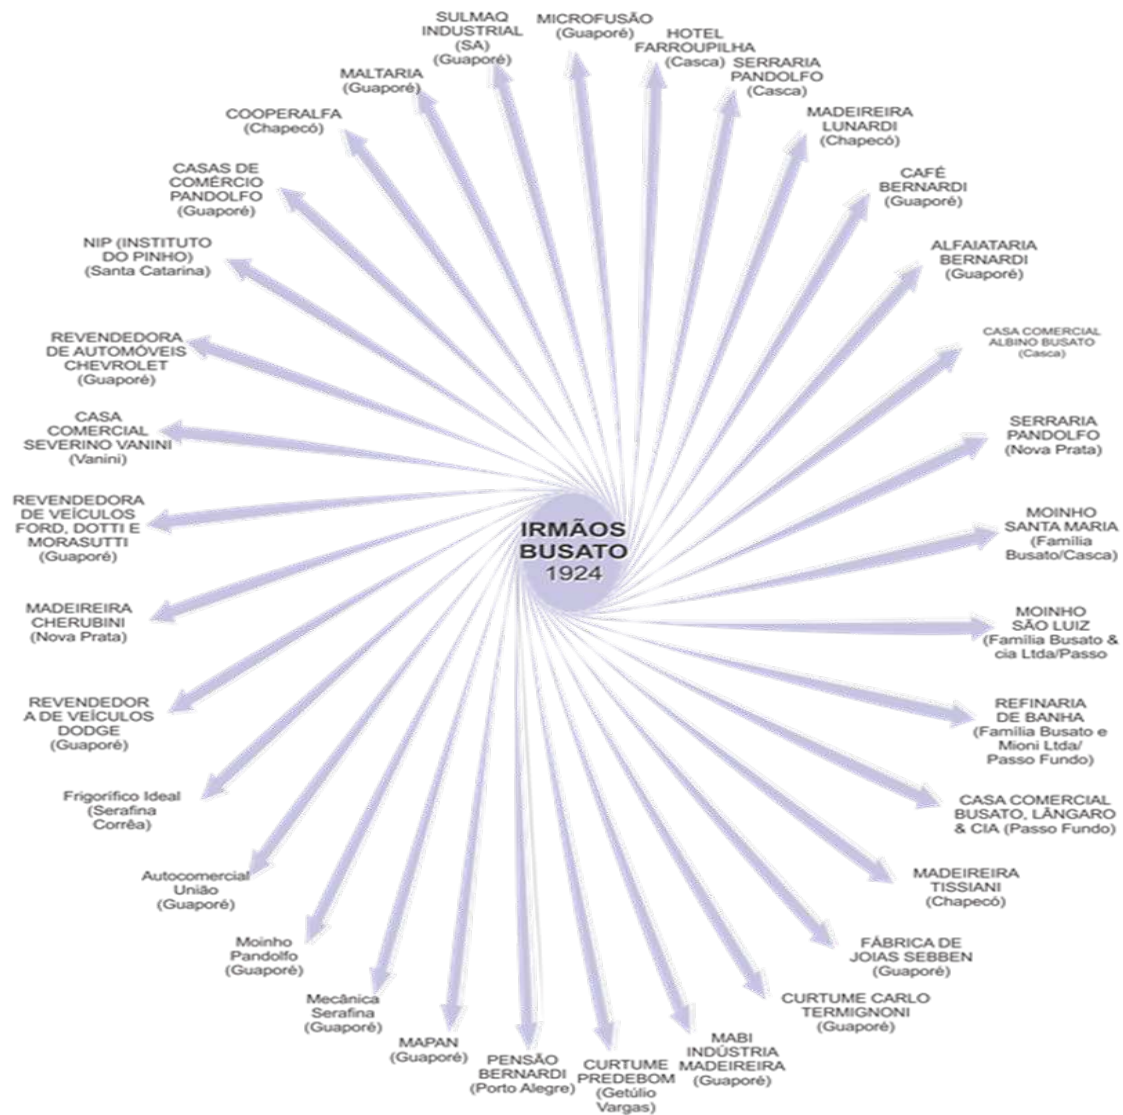 SULMAQ
INDUSTRIAL
(SA)
(Guaporé)
MICROFUSÃO
(Guaporé)
HOTEL
FARROUPILHA
(Casca)
SERRARIA
PANDOLFO
(Casca)
MADEIREIRA
LUNARDI
(Chapecó)
CAFÉ
BERNARDI
(Guaporé)
ALFAIATARIA
BERNARDI
(Guaporé)
CASA COMERCIAL
ALBINO BUSATO
(Casca)
SERRARIA
PANDOLFO
(Nova Prata)
MOINHO
SANTA MARIA
(Família
Busato/Casca)
MOINHO
SÃO LUIZ
(Família Busato &
cia Ltda/Passo
REFINARIA
DE BANHA
(Família Busato e
Mioni Ltda/
Passo Fundo)
CASA COMERCIAL
BUSATO, LÂNGARO
& CIA (Passo Fundo)
MADEIREIRA
TISSIANI
(Chapecó)
FÁBRICA DE
JOIAS SEBBEN
(Guaporé)
CURTUME CARLO
TERMIGNONI
(Guaporé)
MABI
INDÚSTRIA
MADEIREIRA
(Guaporé)
CURTUME
PREDEBOM
(Getúlio
Vargas)
PENSÃO
BERNARDI
(Porto Alegre)
MAPAN
(Guaporé)
Mecânica
Serafina
(Guaporé)
Moinho
Pandolfo
(Guaporé)
Autocomercial
União
(Guaporé)
Frigorífico Ideal
(Serafina
Corrêa)
REVENDEDOR
A DE VEÍCULOS
DODGE
(Guaporé)
MADEIREIRA
CHERUBINI
(Nova Prata)
REVENDEDORA
DE VEÍCULOS
FORD, DOTTI E
MORASUTTI
(Guaporé)
CASA
COMERCIAL
SEVERINO VANINI
(Vanini)
REVENDEDORA
DE AUTOMÓVEIS
CHEVROLET
(Guaporé)
NIP (INSTITUTO
DO PINHO)
(Santa Catarina)
CASAS DE
COMÉRCIO
PANDOLFO
(Guaporé)
COOPERALFA
(Chapecó)
MALTARIA
(Guaporé)
IRMÃOS
BUSATO
1924